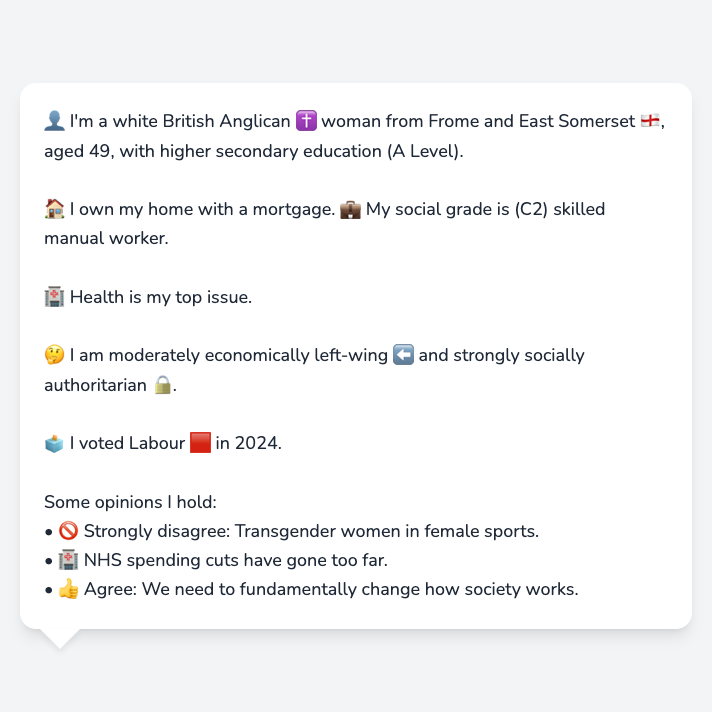 👤 I'm a white British Anglican ✝️ woman from Frome and East Somerset 🏴󠁧󠁢󠁥󠁮󠁧󠁿,
aged 49, with higher secondary education (A Level).
🏠 I own my home with a mortgage. 💼 My social grade is (C2) skilled
manual worker.
🏥 Health is my top issue.
🤔 I am moderately economically left-wing ⬅️ and strongly socially
authoritarian 🔒.
🗳️ I voted Labour 🟥 in 2024.
Some opinions I hold:
• 🚫 Strongly disagree: Transgender women in female sports.
• 🏥 NHS spending cuts have gone too far.
• 👍 Agree: We need to fundamentally change how society works.